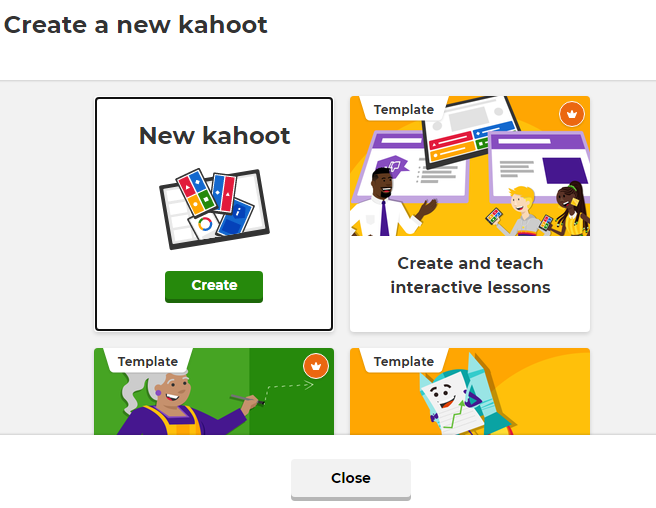 Create a new kahoot
New kahoot
Create
Template
Create and teach
interactive lessons
Template
Template
Close